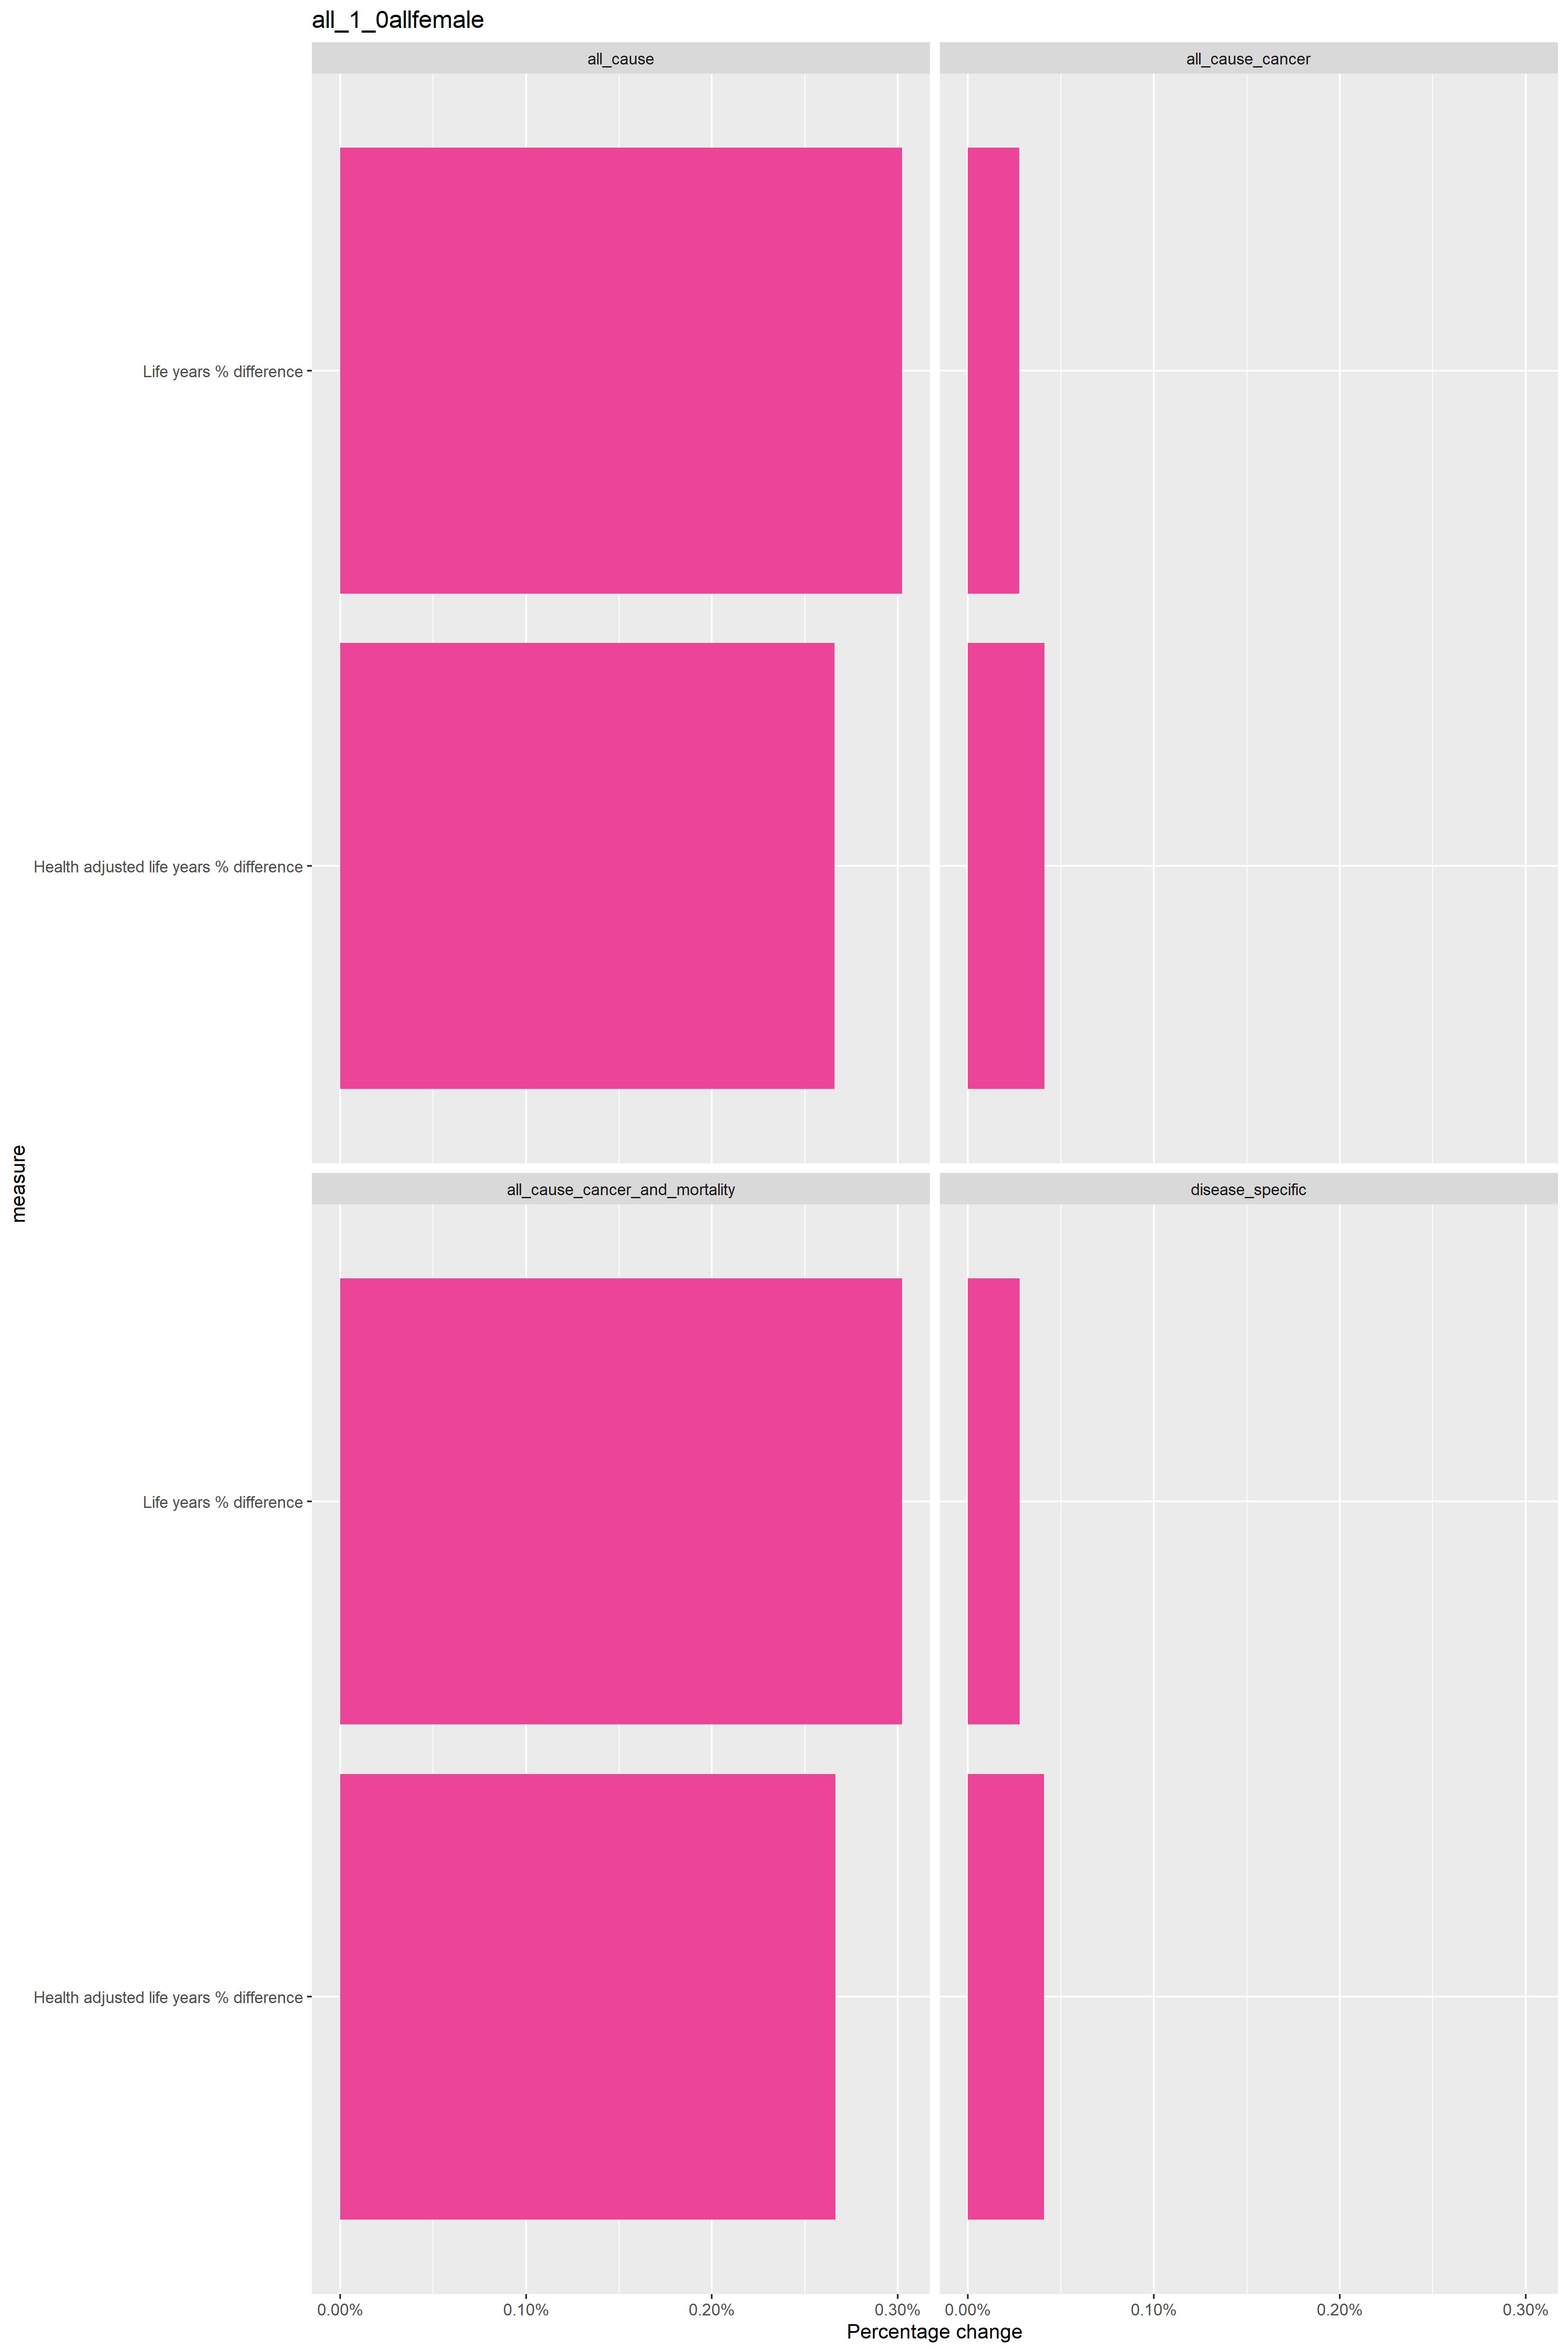 all_1_0allfemale
all_cause
all_cause_cancer
Life years % difference
Health adjusted life years % difference
measure
all_cause_cancer_and_mortality
disease_specific
Life years % difference
Health adjusted life years % difference
0.00% 0.10% 0.20% 0.30% 0.00% 0.10% 0.20% 0.30%
Percentage change